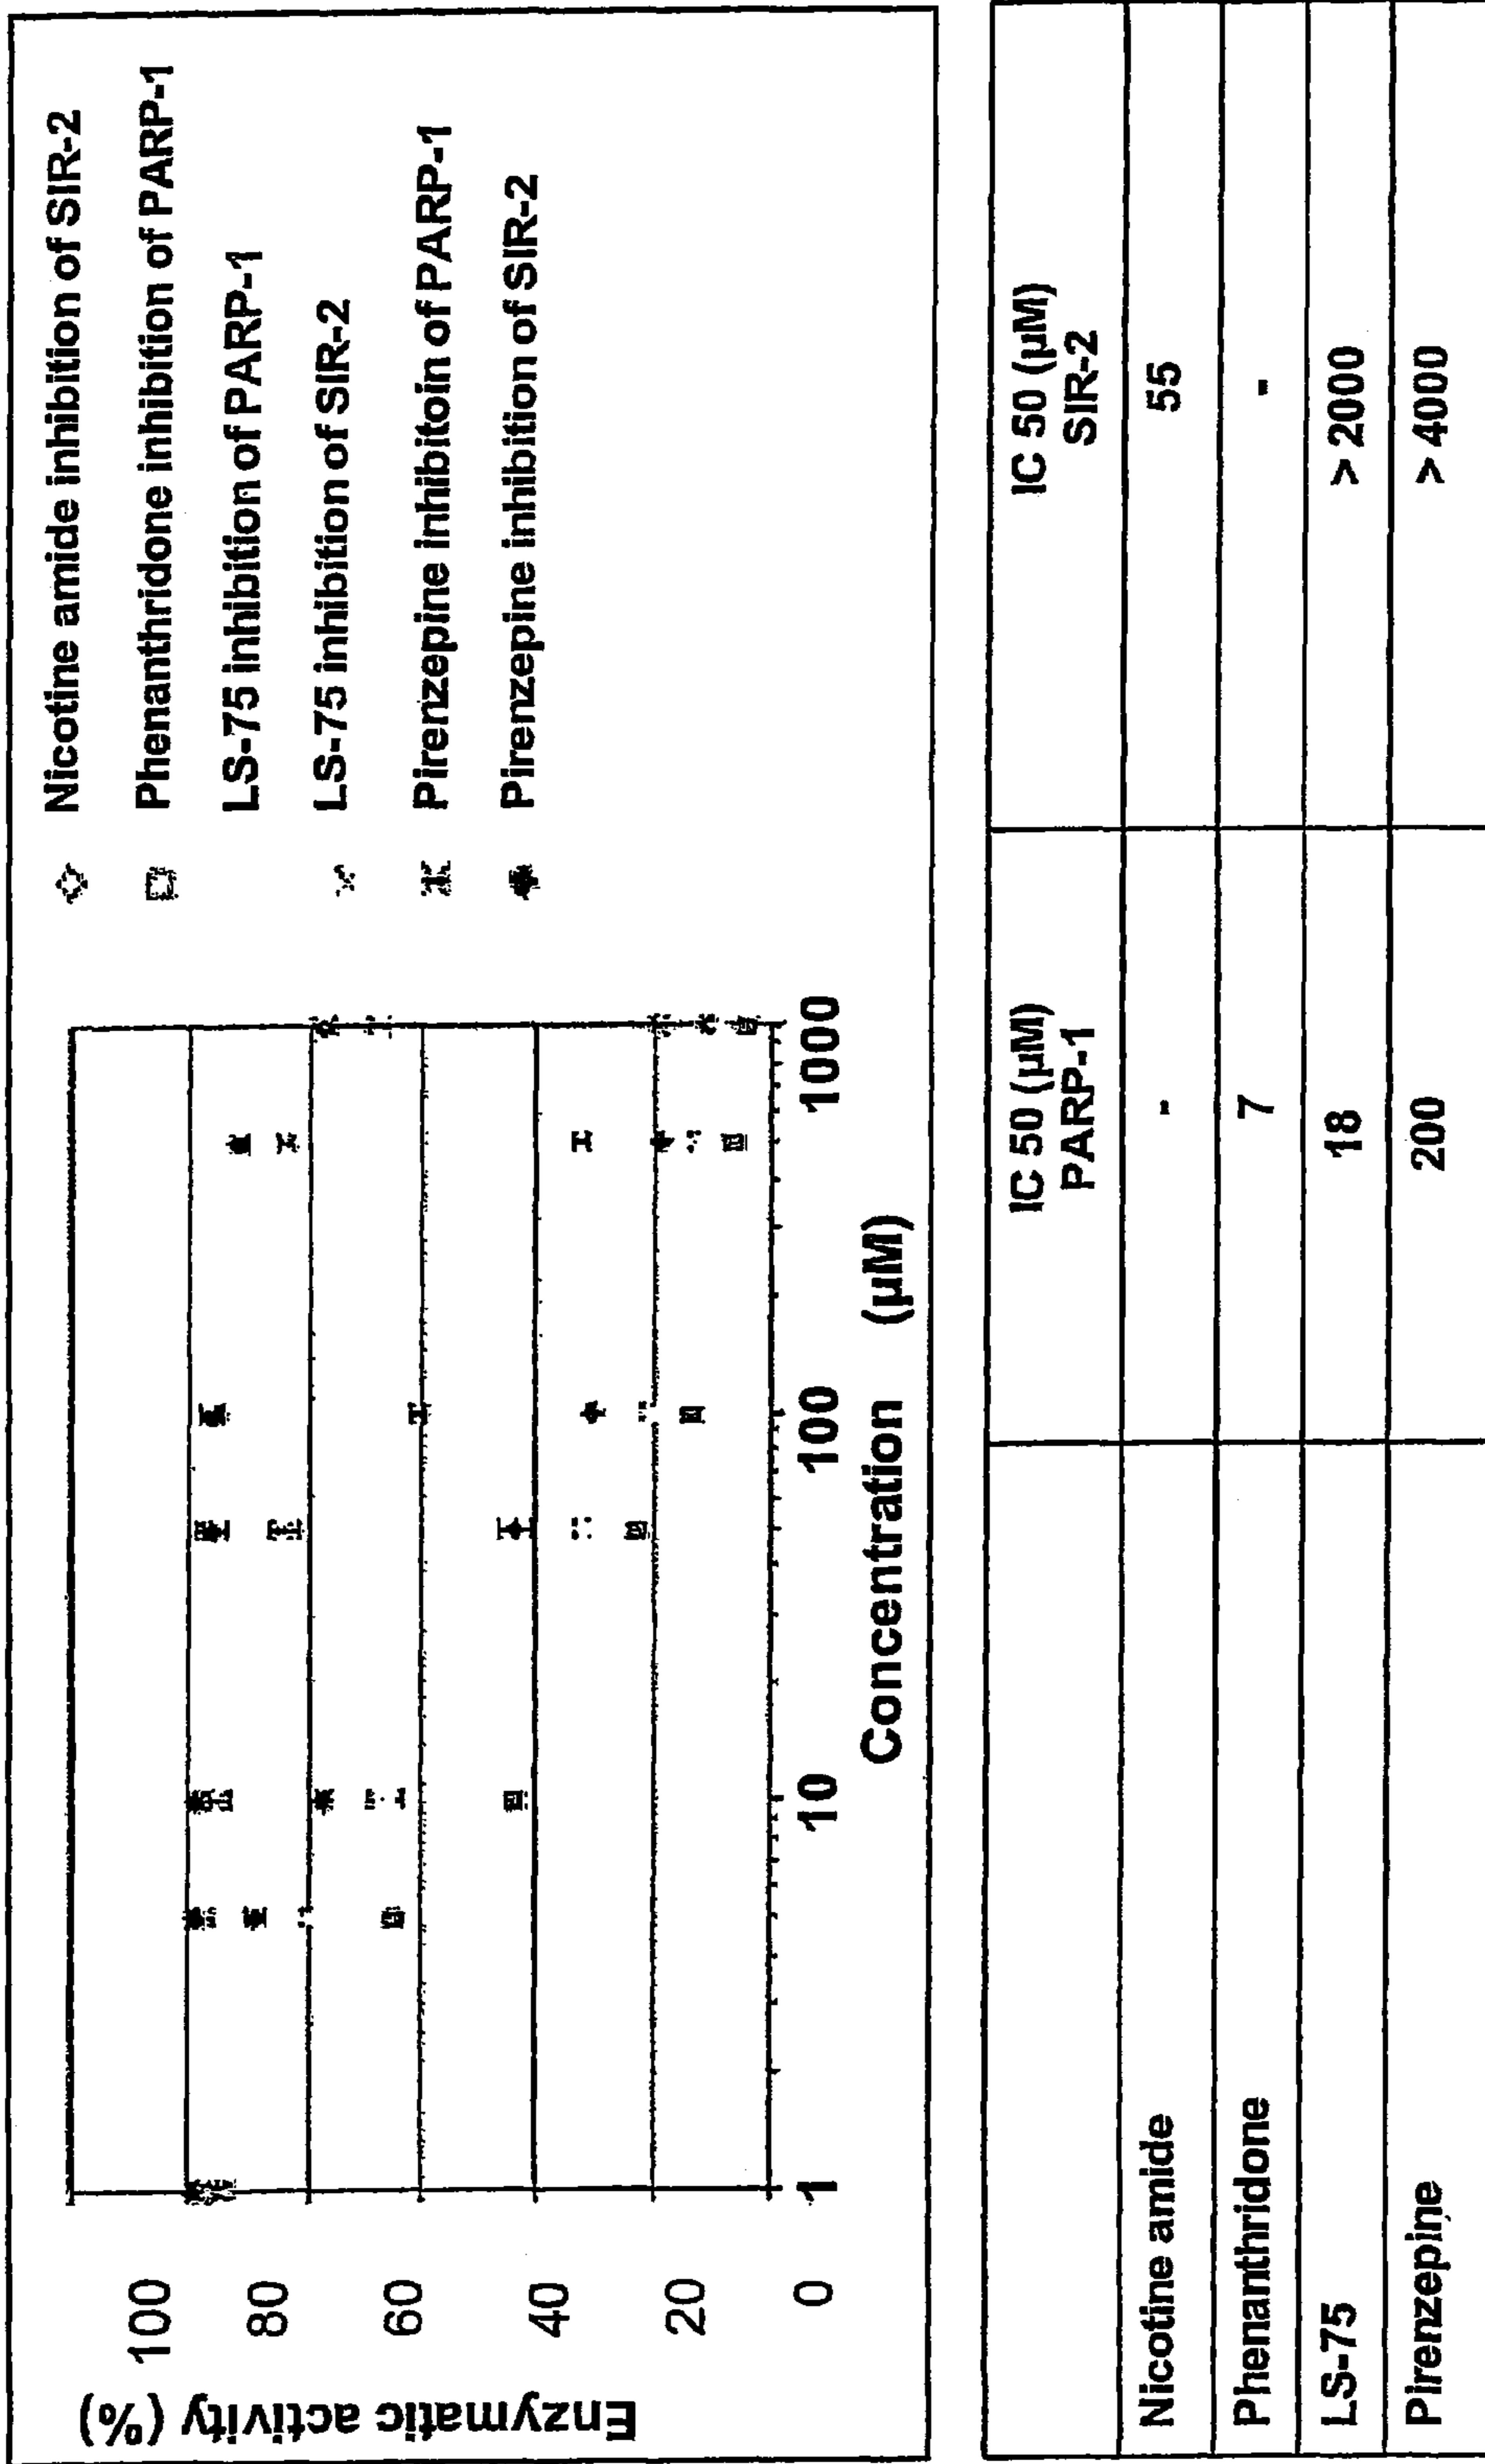 Enzymatic activity (%)
100
80
60
40
20
0
1
10
100
1000
Concentration (µM)
Nicotine amide inhibition of SIR-2
Phenanthridone inhibition of PARP-1
LS-75 inhibition of PARP-1
LS-75 inhibition of SIR-2
Pirenzepine inhibitoin of PARP-1
Pirenzepine inhibition of SIR-2
IC 50 (µM) IC 50 (µM)
PARP-1 SIR-2
Nicotine amide - 55
Phenanthridone 7 -
LS-75 18 > 2000
Pirenzepine 200 > 4000